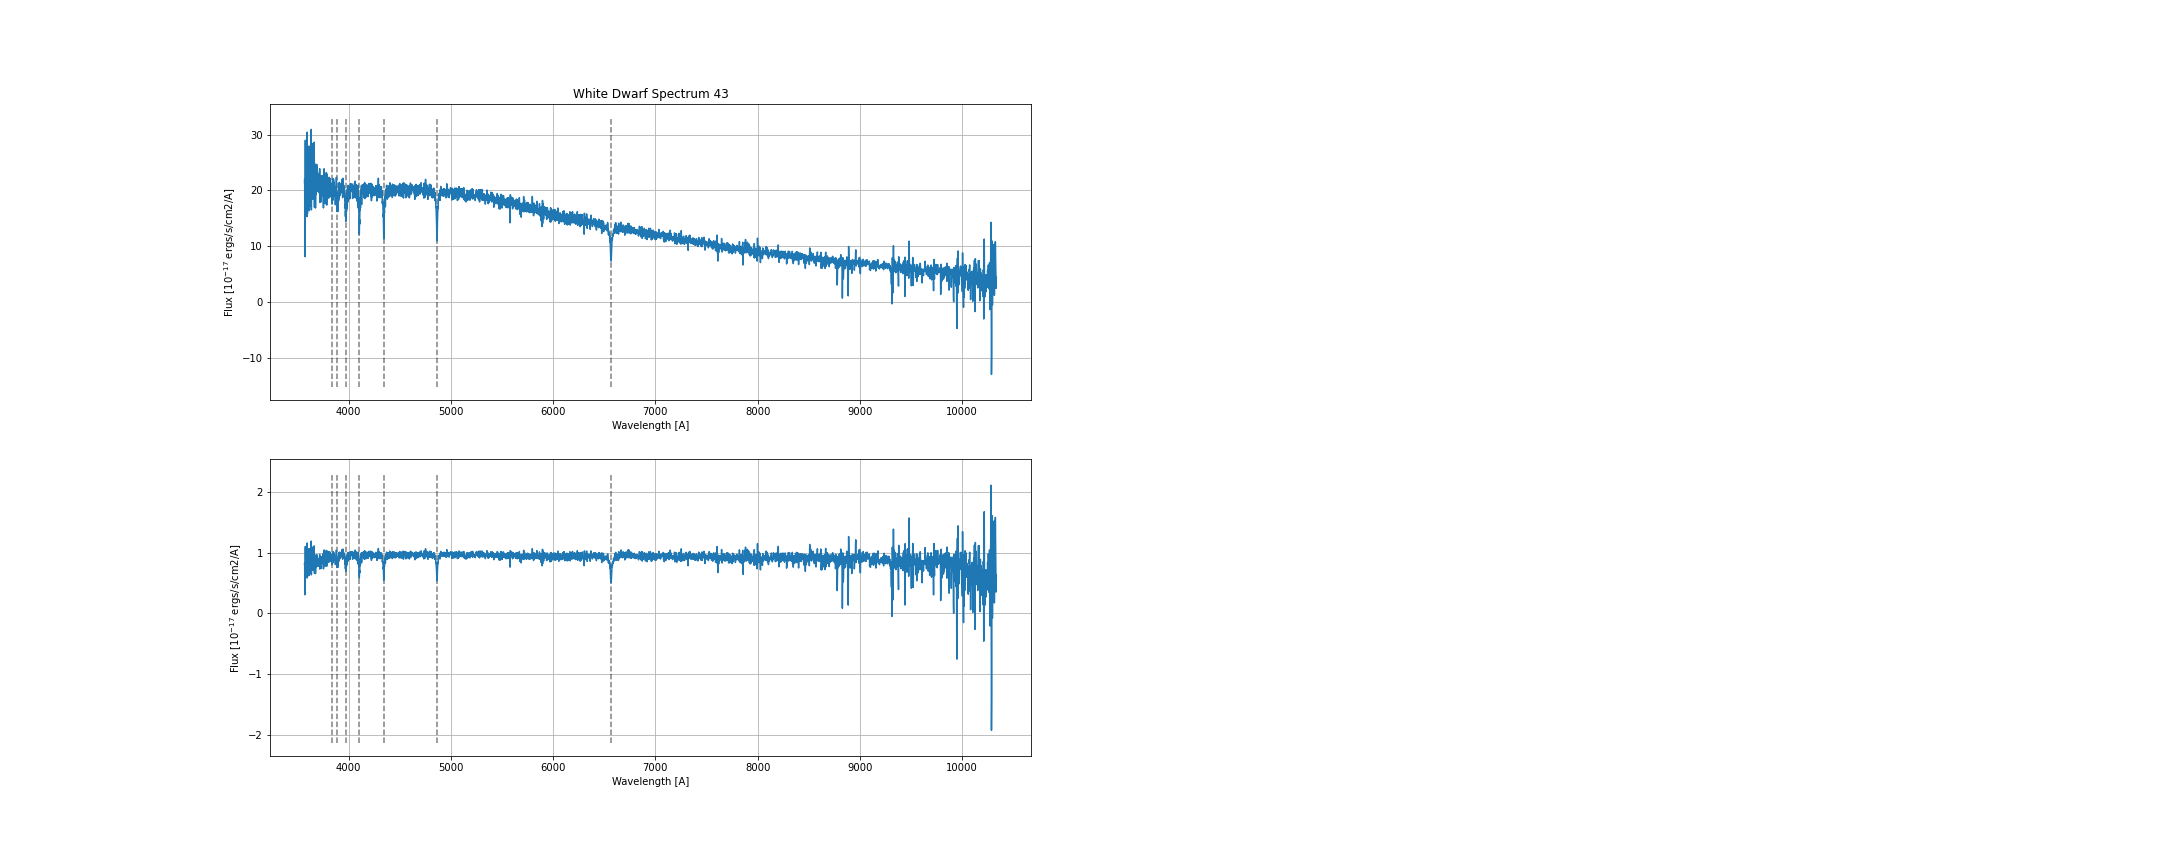 White Dwarf Spectrum 43
30
20
10
0
−10
Flux [10⁻¹⁷ ergs/s/cm2/A]
4000 5000 6000 7000 8000 9000 10000
Wavelength [A]
2
1
0
−1
−2
Flux [10⁻¹⁷ ergs/s/cm2/A]
4000 5000 6000 7000 8000 9000 10000
Wavelength [A]